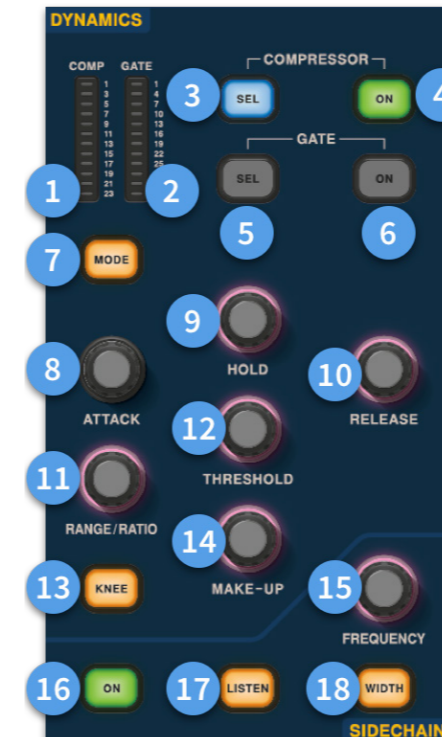 DYNAMICS
COMP GATE
COMPRESSOR
1 1
3 4
5 7
7 10
9 13
11 16
13 19
15 22
17 25
19
21
23
3 SEL ON 4
GATE
SEL ON
1 2
5 6
7 MODE
9
HOLD
8 10
ATTACK RELEASE
12
THRESHOLD
11
RANGE/RATIO
14
MAKE-UP
13 KNEE 15
FREQUENCY
16 ON 17 LISTEN 18 WIDTH
SIDECHAIN